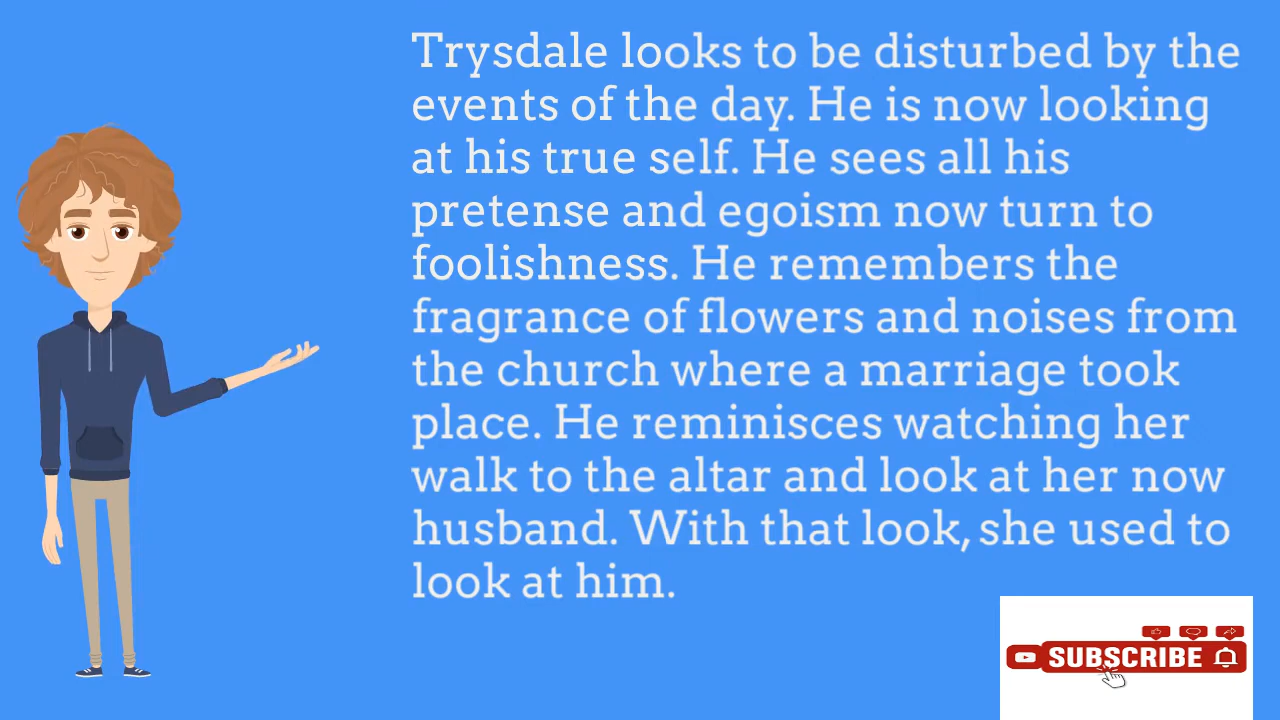 Trysdale looks to be disturbed by the
events of the day. He is now looking
at his true self. He sees all his
pretense and egoism now turn to
foolishness. He remembers the
fragrance of flowers and noises from
the church where a marriage took
place. He reminisces watching her
walk to the altar and look at her now
husband. With that look, she used to
look at him.
SUBSCRIBE